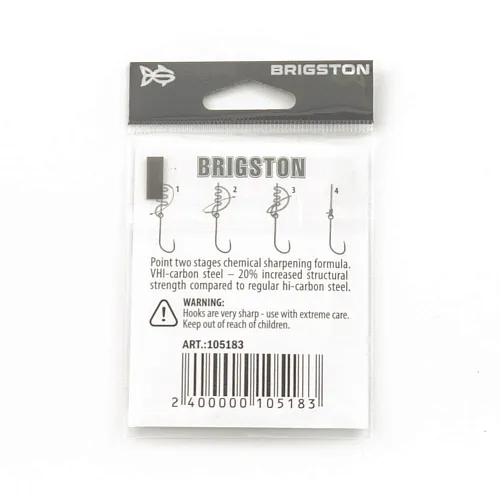 BRIGSTON
BRIGSTON
1 2 3 4
Point two stages chemical sharpening formula.
VHI-carbon steel – 20% increased structural
strength compared to regular hi-carbon steel.
WARNING:
Hooks are very sharp - use with extreme care.
Keep out of reach of children.
ART.:105183
2 400000 105183